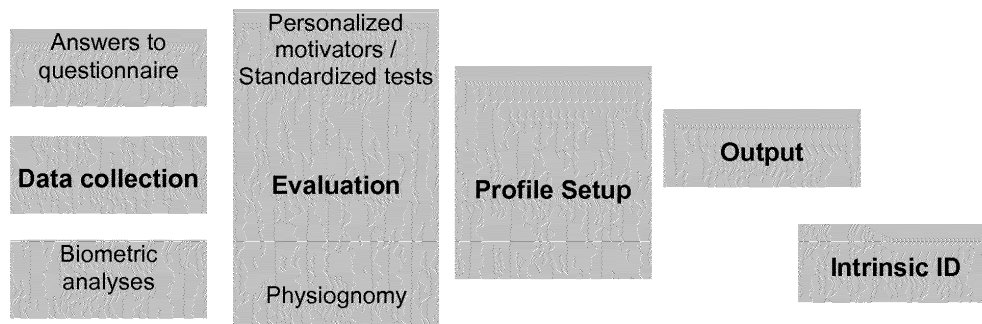 Answers to
questionnaire
Data collection
Biometric
analyses
Personalized
motivators /
Standardized tests
Evaluation
Physiognomy
Profile Setup
Output
Intrinsic ID